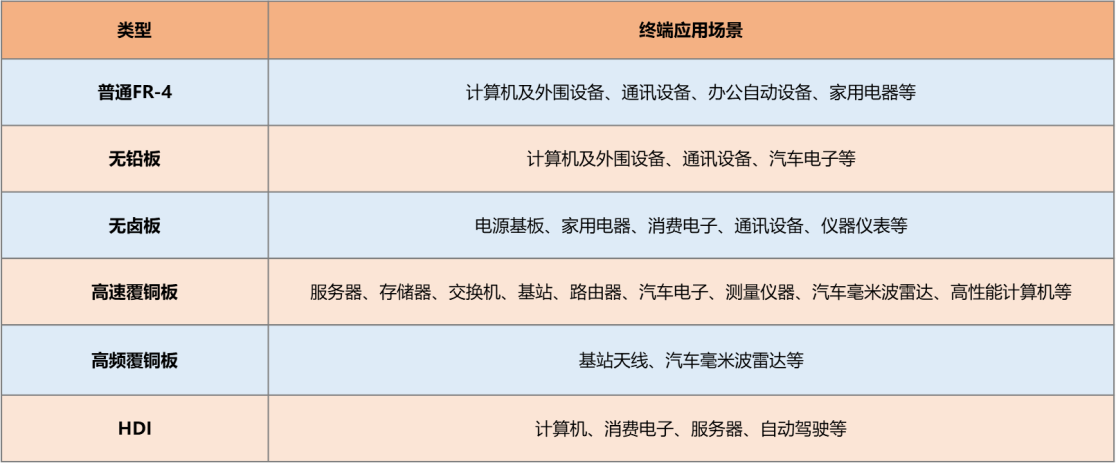 类型 终端应用场景
普通FR-4 计算机及外围设备、通讯设备、办公自动设备、家用电器等
无铅板 计算机及外围设备、通讯设备、汽车电子等
无卤板 电源基板、家用电器、消费电子、通讯设备、仪器仪表等
高速覆铜板 服务器、存储器、交换机、基站、路由器、汽车电子、测量仪器、汽车毫米波雷达、高性能计算机等
高频覆铜板 基站天线、汽车毫米波雷达等
HDI 计算机、消费电子、服务器、自动驾驶等